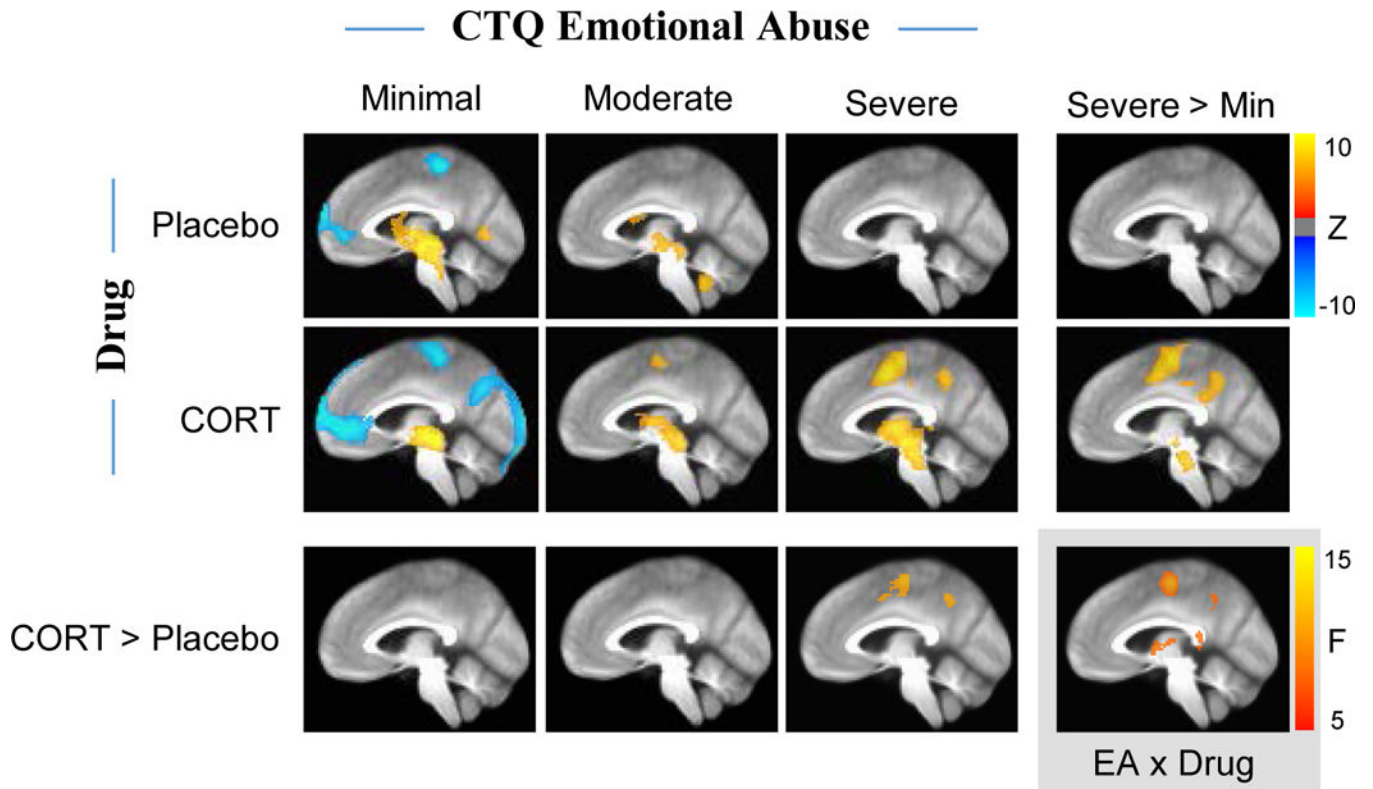 CTQ Emotional Abuse
Minimal
Moderate
Severe
Severe > Min
Drug
Placebo
10
Z
-10
CORT
CORT > Placebo
15
F
5
EA x Drug